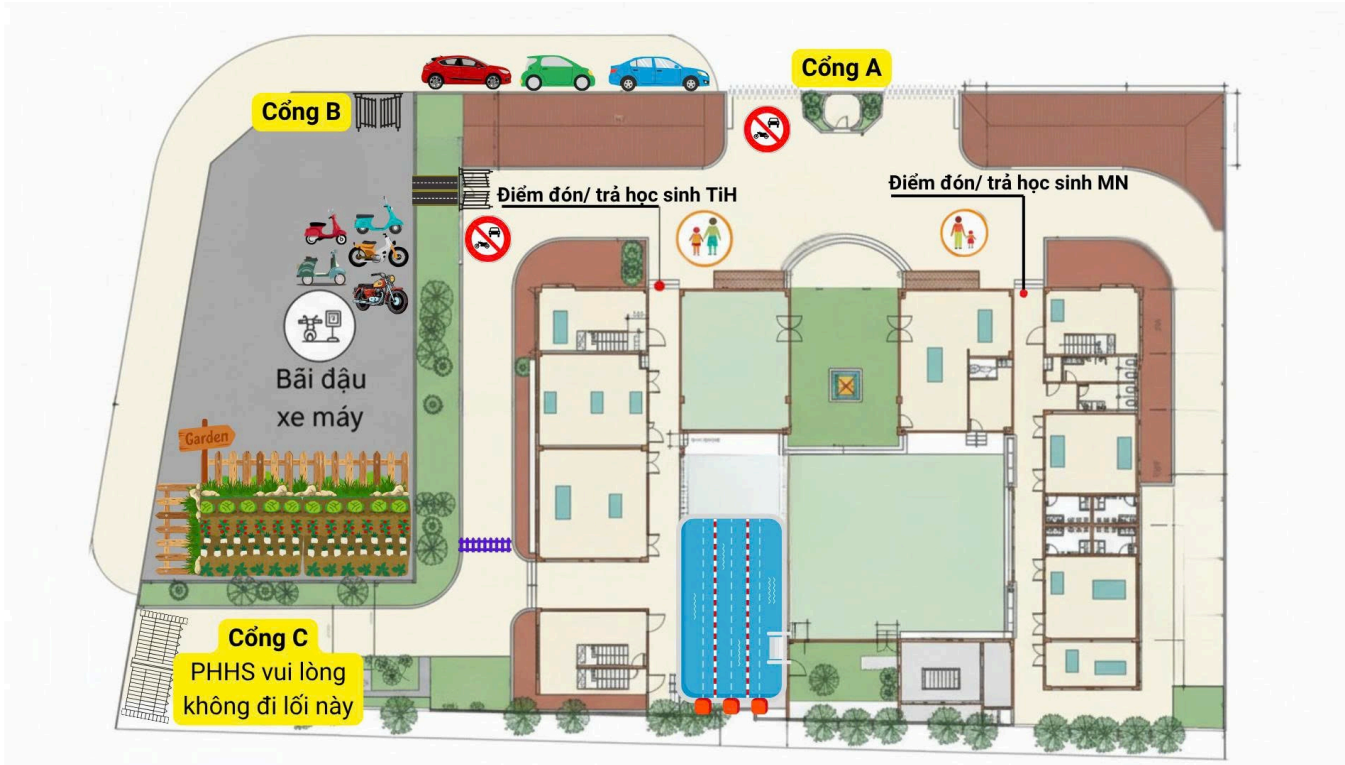 Cổng A
Cổng B
Điểm đón/ trả học sinh TiH
Điểm đón/ trả học sinh MN
Bãi đậu
xe máy
Garden
Cổng C
PHHS vui lòng
không đi lối này